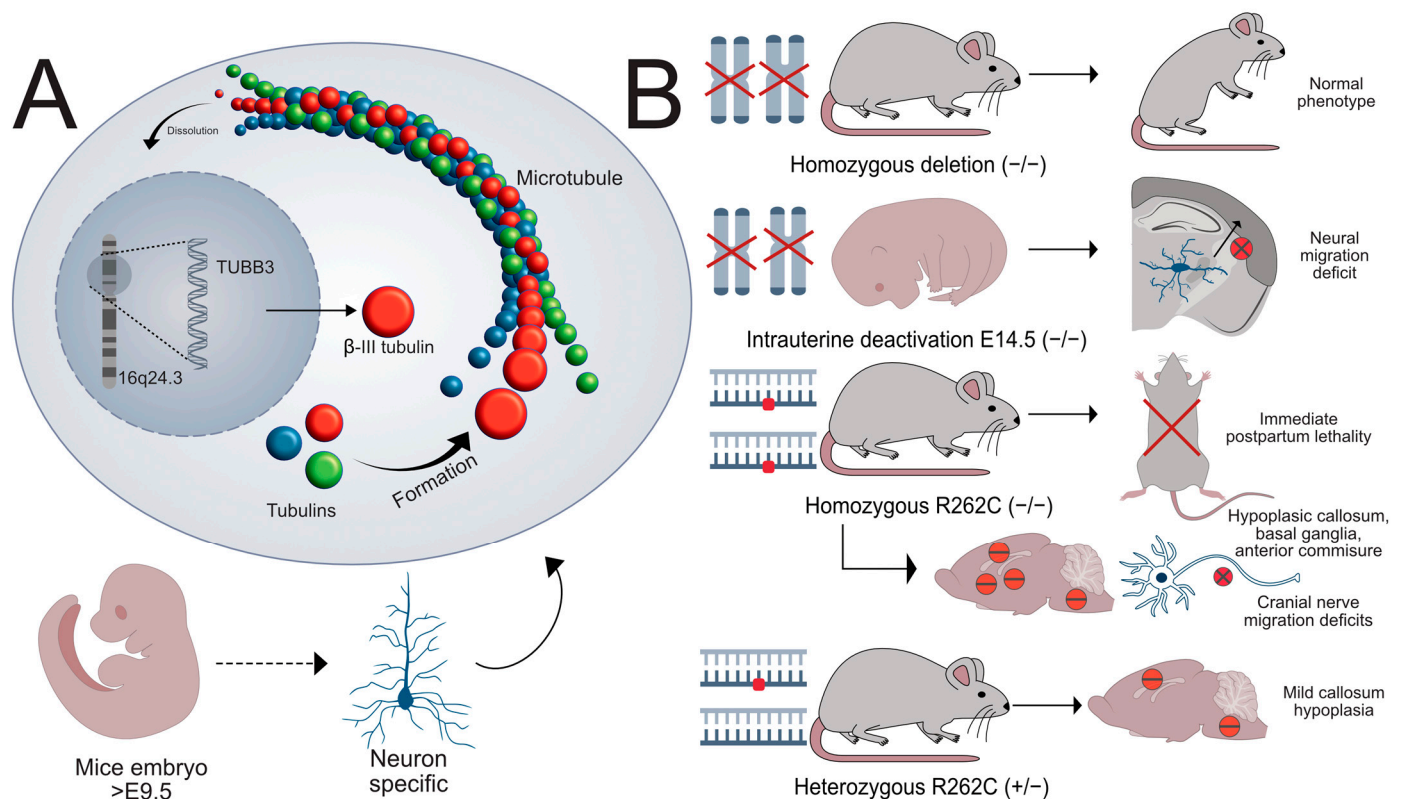 A
Dissolution
Microtubule
TUBB3
16q24.3
β-III tubulin
Tubulins
Formation
Mice embryo
>E9.5
Neuron
specific
B
Homozygous deletion (−/−)
Normal
phenotype
Intrauterine deactivation E14.5 (−/−)
Neural
migration
deficit
Homozygous R262C (−/−)
Immediate
postpartum lethality
Hypoplasic callosum,
basal ganglia,
anterior commisure
Cranial nerve
migration deficits
Heterozygous R262C (+/−)
Mild callosum
hypoplasia